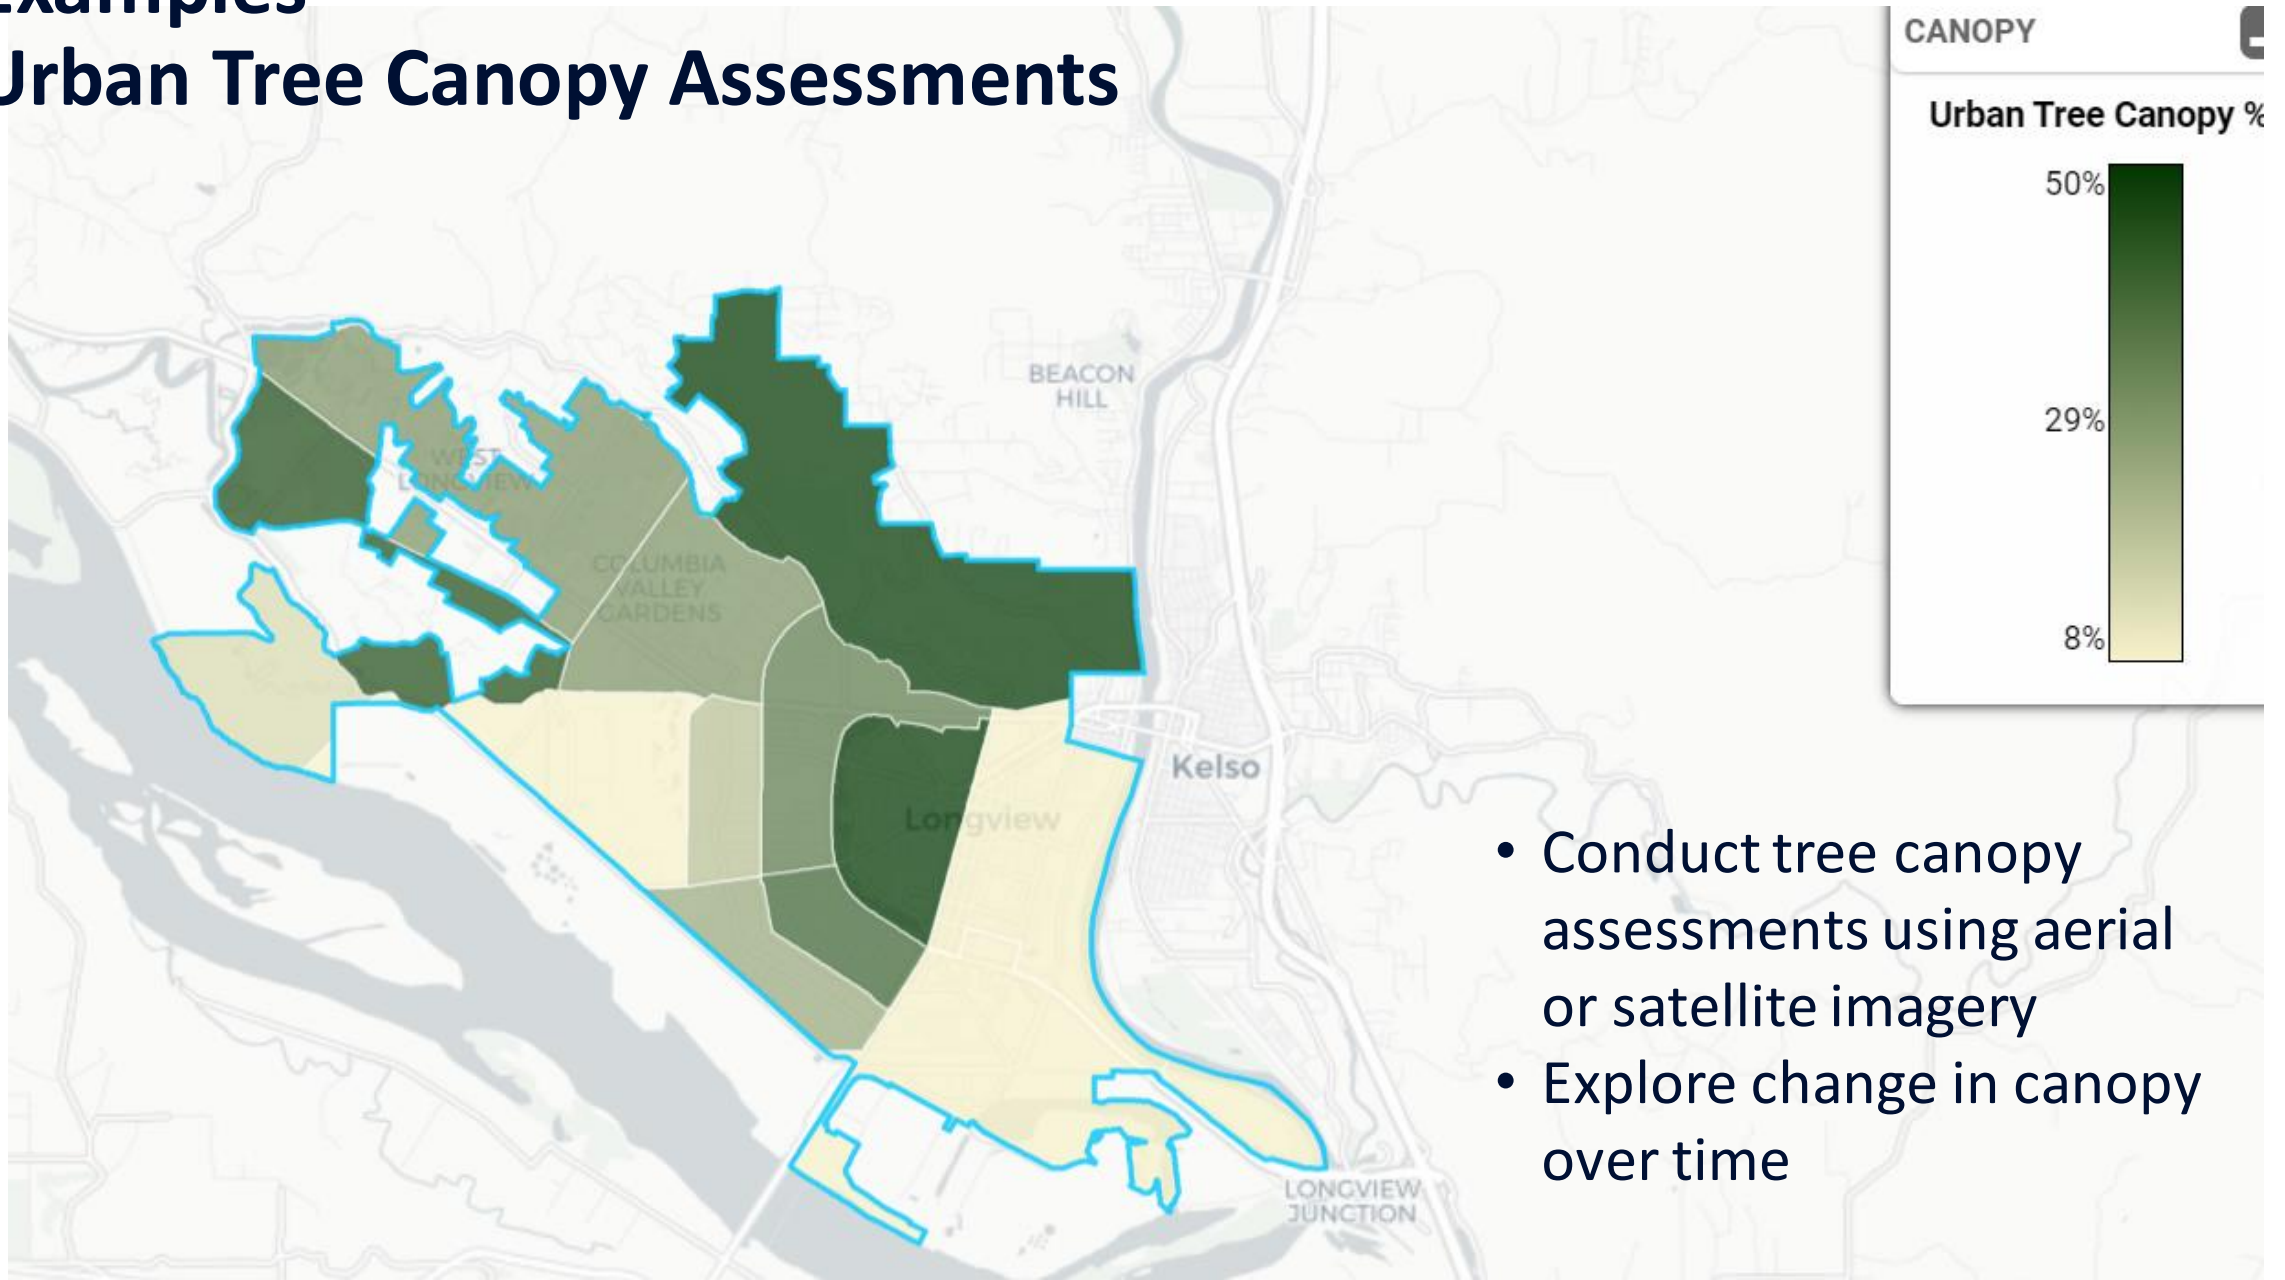 Examples
Urban Tree Canopy Assessments
CANOPY
Urban Tree Canopy %
50%
29%
8%
BEACON
HILL
WEST
LONGVIEW
COLUMBIA
VALLEY
GARDENS
Kelso
Longview
• Conduct tree canopy
assessments using aerial
or satellite imagery
• Explore change in canopy
over time
LONGVIEW
JUNCTION